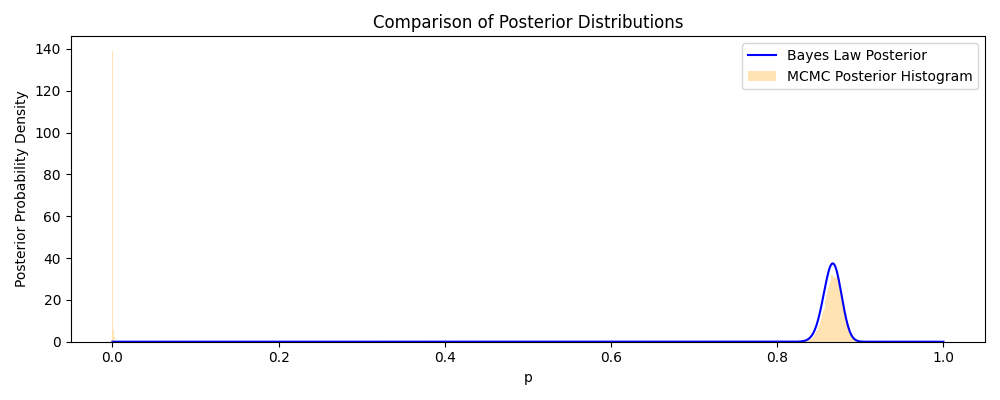 Comparison of Posterior Distributions
Bayes Law Posterior
MCMC Posterior Histogram
Posterior Probability Density
140
120
100
80
60
40
20
0
0.0 0.2 0.4 0.6 0.8 1.0
p